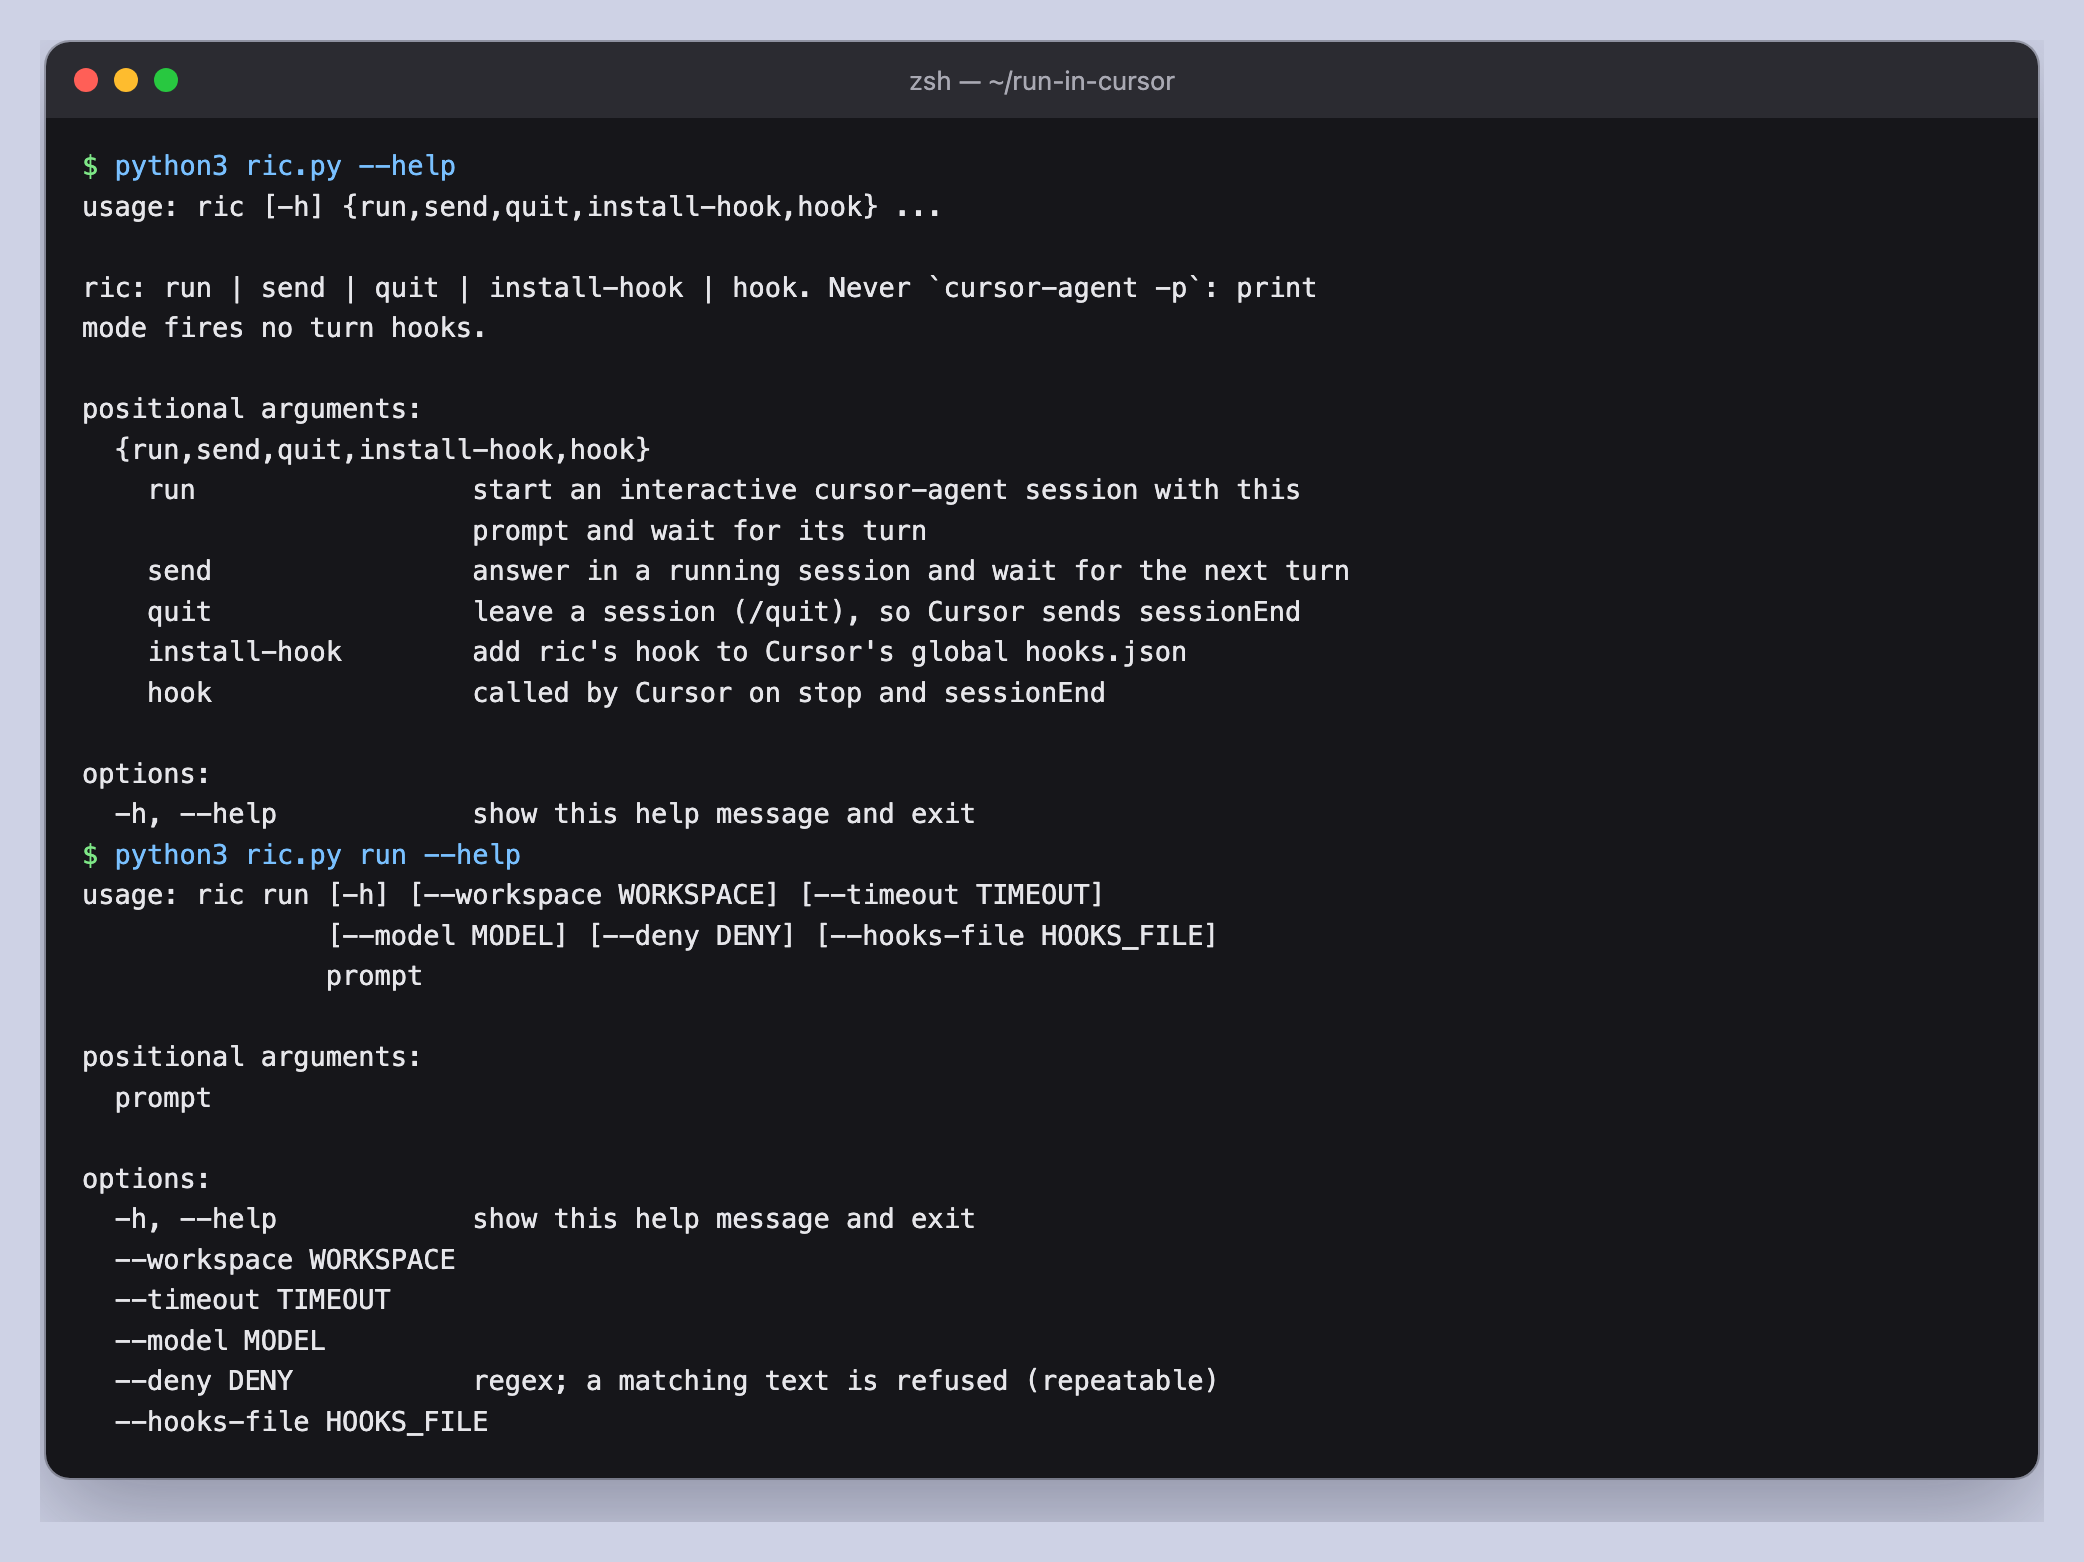 zsh — ~/run-in-cursor
$ python3 ric.py --help
usage: ric [-h] {run,send,quit,install-hook,hook} ...

ric: run | send | quit | install-hook | hook. Never `cursor-agent -p`: print
mode fires no turn hooks.

positional arguments:
  {run,send,quit,install-hook,hook}
    run                 start an interactive cursor-agent session with this
                        prompt and wait for its turn
    send                answer in a running session and wait for the next turn
    quit                leave a session (/quit), so Cursor sends sessionEnd
    install-hook        add ric's hook to Cursor's global hooks.json
    hook                called by Cursor on stop and sessionEnd

options:
  -h, --help            show this help message and exit
$ python3 ric.py run --help
usage: ric run [-h] [--workspace WORKSPACE] [--timeout TIMEOUT]
               [--model MODEL] [--deny DENY] [--hooks-file HOOKS_FILE]
               prompt

positional arguments:
  prompt

options:
  -h, --help            show this help message and exit
  --workspace WORKSPACE
  --timeout TIMEOUT
  --model MODEL
  --deny DENY           regex; a matching text is refused (repeatable)
  --hooks-file HOOKS_FILE